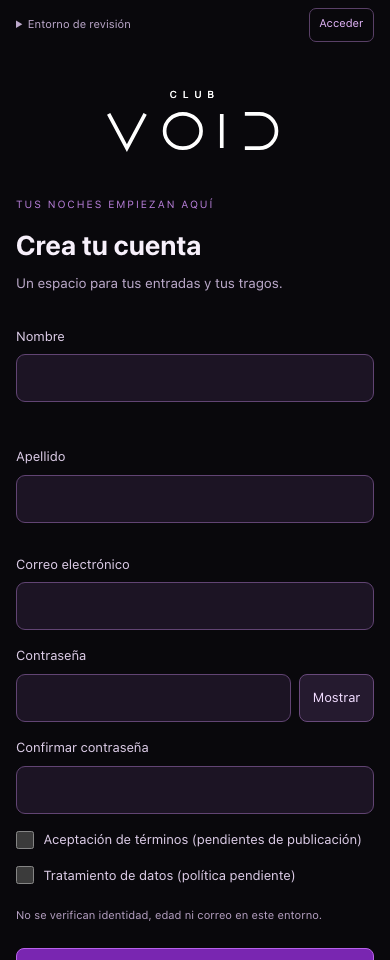 Entorno de revisión
Acceder
CLUB
VOID
TUS NOCHES EMPIEZAN AQUÍ
Crea tu cuenta
Un espacio para tus entradas y tus tragos.
Nombre
Apellido
Correo electrónico
Contraseña
Mostrar
Confirmar contraseña
Aceptación de términos (pendientes de publicación)
Tratamiento de datos (política pendiente)
No se verifican identidad, edad ni correo en este entorno.